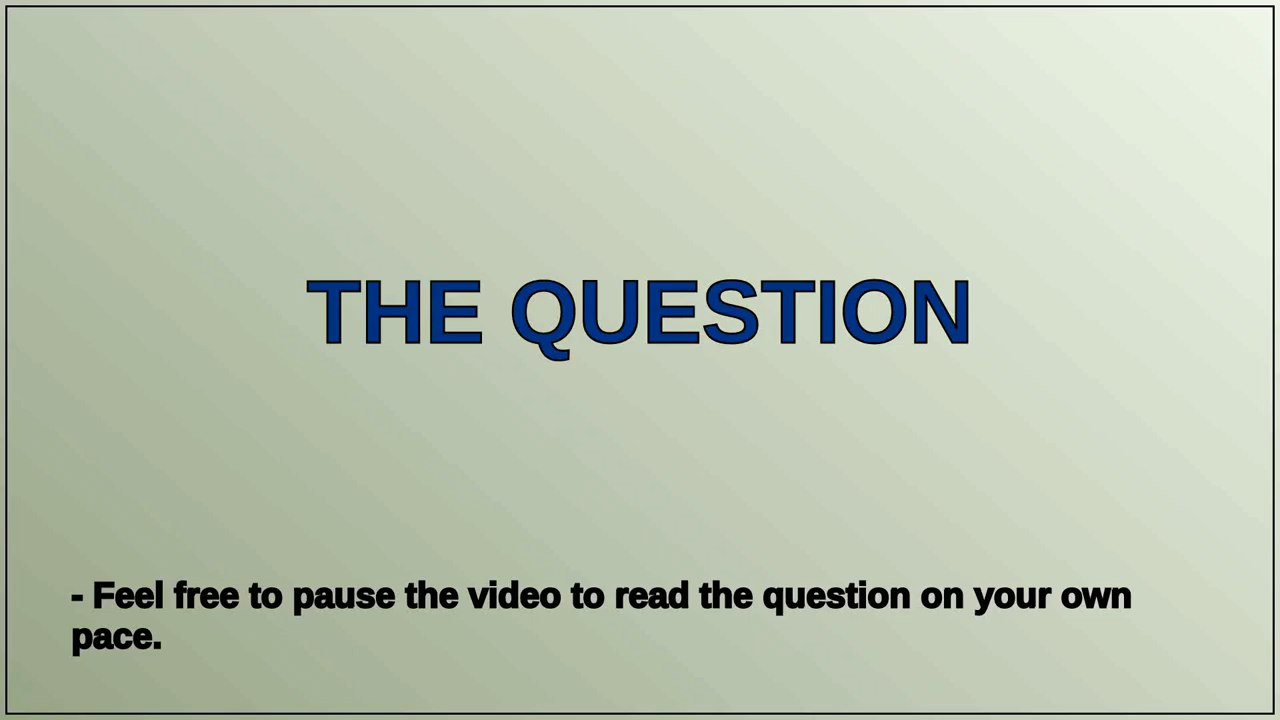 THE QUESTION
- Feel free to pause the video to read the question on your own
pace.